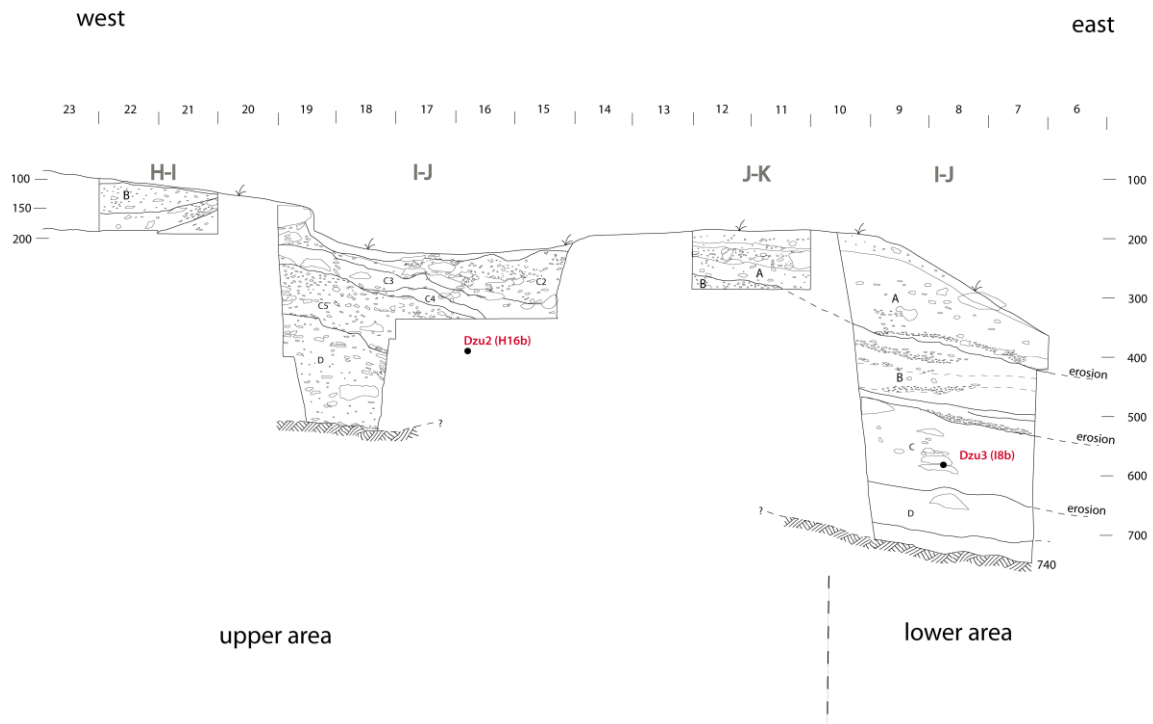 west
east
23 22 21 20 19 18 17 16 15 14 13 12 11 10 9 8 7 6
H-I I-J J-K I-J
100 100
150
200 200
300
400
500
600
700
B
C3 C2
C5 C4
D
A
B
A
B
C
D
Dzu2 (H16b)
Dzu3 (I8b)
erosion
erosion
erosion
?
?
740
upper area
lower area